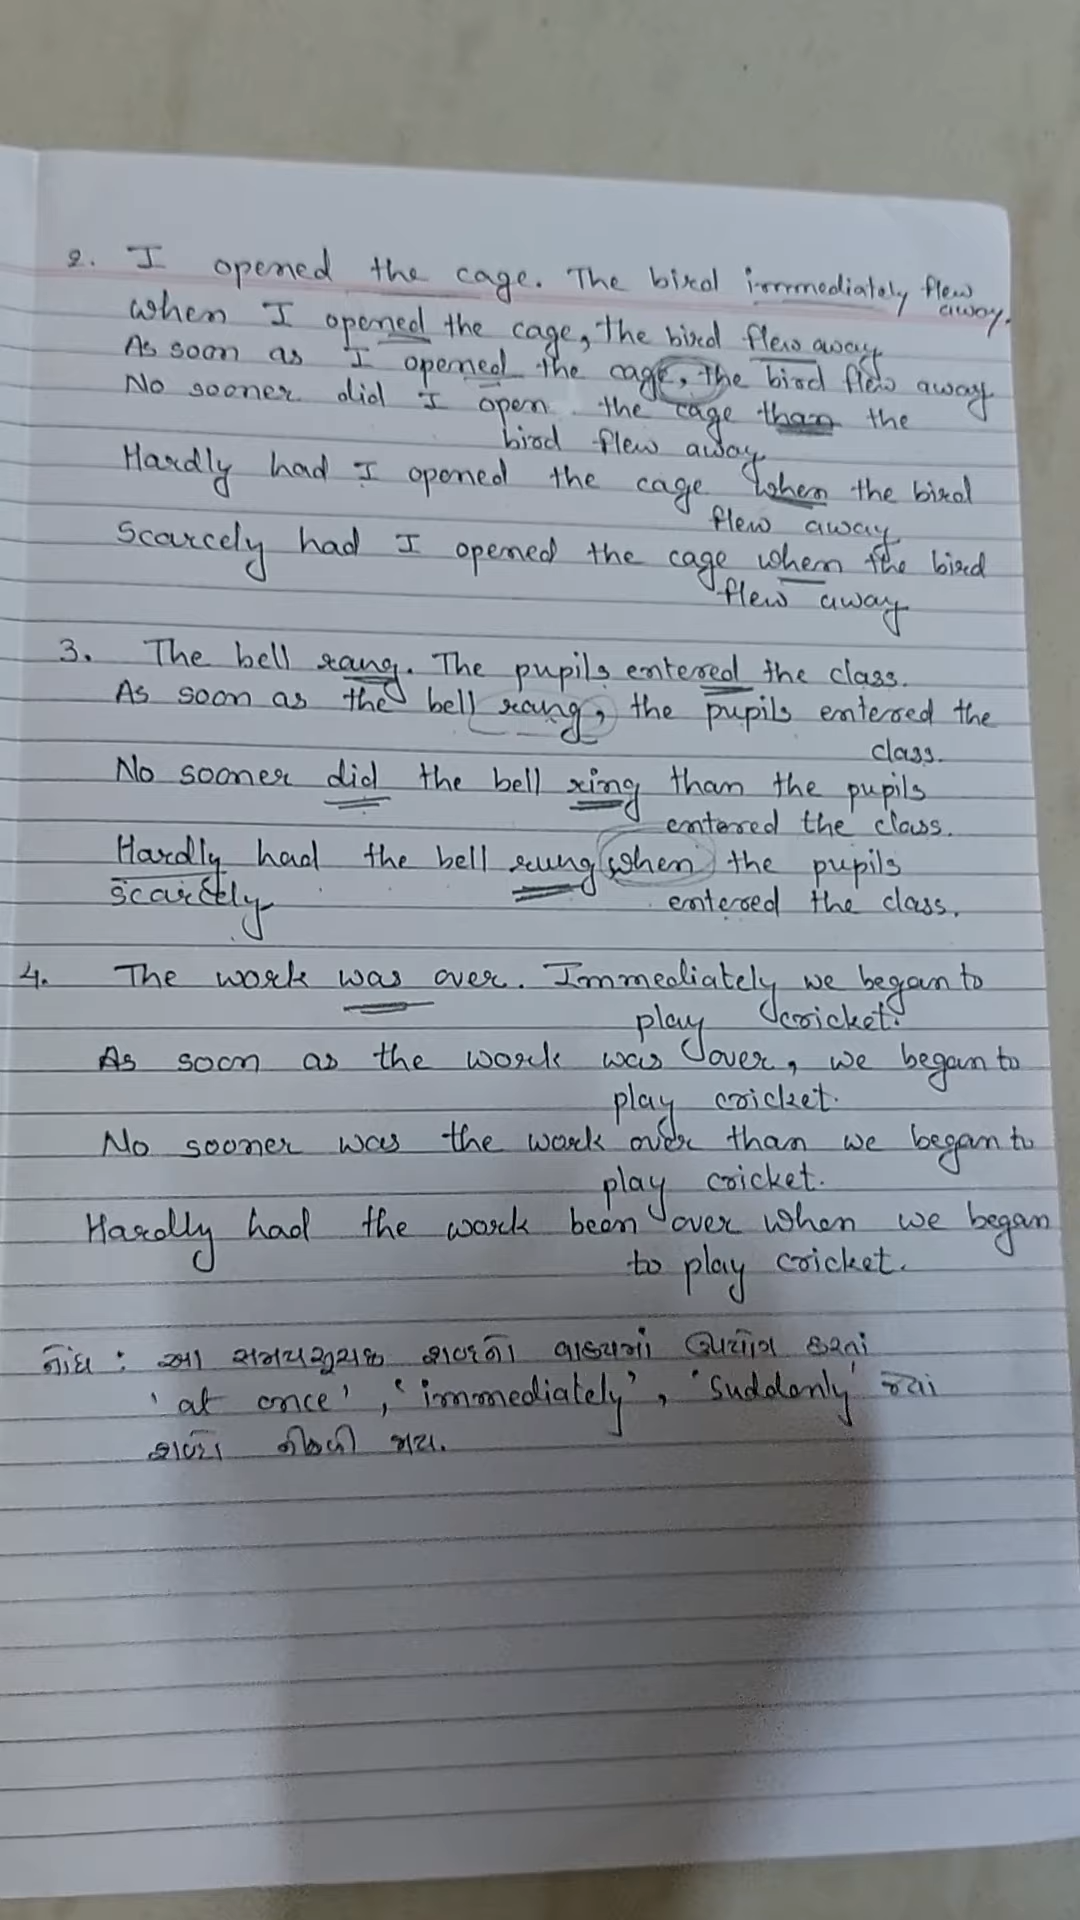 2. I opened the cage. The bird immediately flew
away.
when I opened the cage, the bird flew away
As soon as I opened the cage, the bird flew away
No sooner did I open the cage than the
bird flew away
Hardly had I opened the cage when the bird
flew away
Scarcely had I opened the cage when the bird
flew away
3. The bell rang. The pupils entered the class.
As soon as the bell rang, the pupils entered the
class.
No sooner did the bell ring than the pupils
entered the class.
Hardly had the bell rung when the pupils
scarcely entered the class.
4. The work was over. Immediately we began to
play cricket.
As soon as the work was over, we began to
play cricket.
No sooner was the work over than we began to
play cricket.
Hardly had the work been over when we began
to play cricket.
નોંધ : આ સમયસૂચક શબ્દનો વાક્યમાં ઉપયોગ કરતાં
'at once', 'immediately', 'Suddenly' જેવાં
શબ્દો નીકળી જાય.